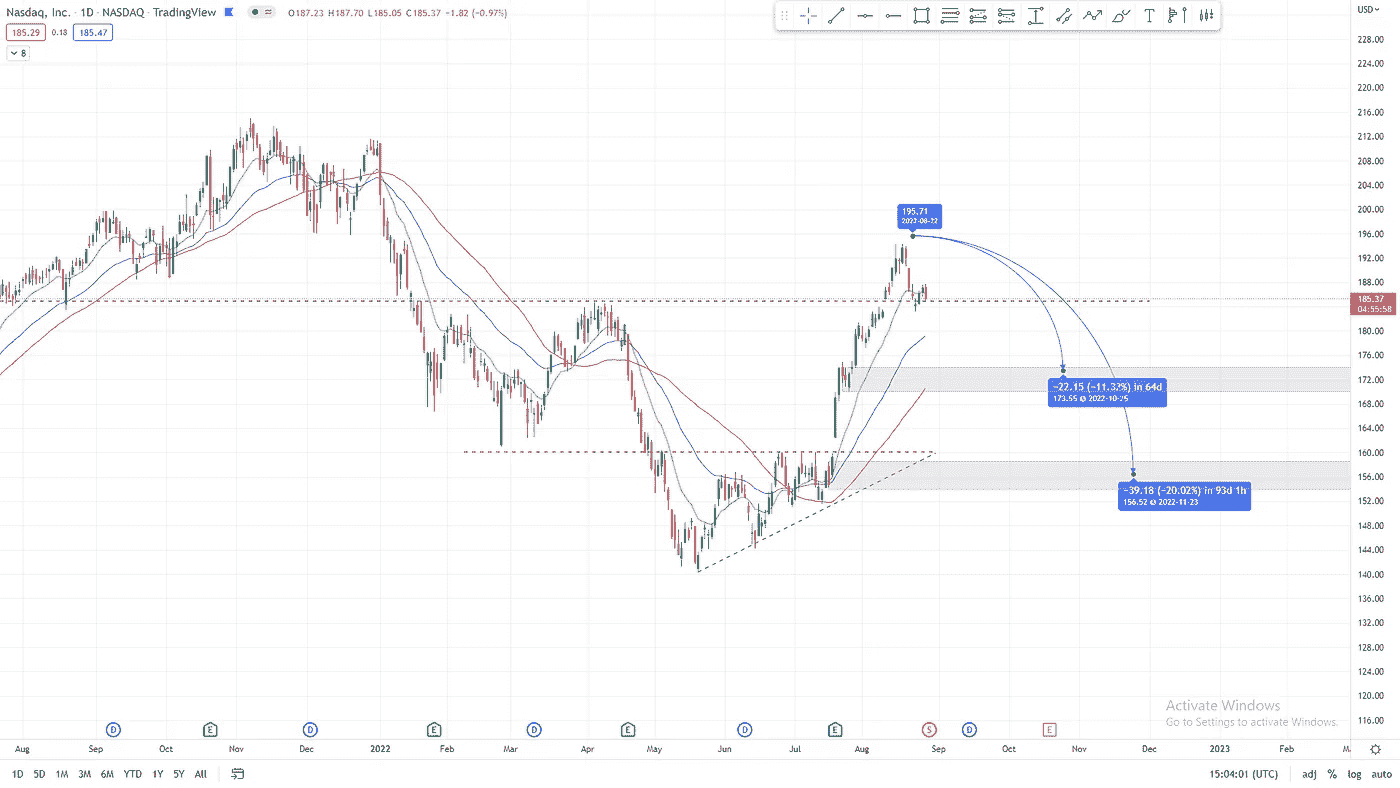 Nasdaq, Inc. · 1D · NASDAQ · TradingView O187.23 H187.70 L185.05 C185.37 −1.82 (−0.97%)
185.29 0.18 185.47
8
USD
228.00
224.00
220.00
216.00
212.00
208.00
204.00
200.00
196.00
192.00
188.00
185.37
04:55:58
180.00
176.00
172.00
168.00
164.00
160.00
156.00
152.00
148.00
144.00
140.00
136.00
132.00
128.00
124.00
120.00
116.00
195.71
2022-08-22
−22.15 (−11.32%) in 64d
173.55 @ 2022-10-25
−39.18 (−20.02%) in 93d 1h
156.52 @ 2022-11-23
Activate Windows
Go to Settings to activate Windows.
D E D E D E D E S D E
Aug Sep Oct Nov Dec 2022 Feb Mar Apr May Jun Jul Aug Sep Oct Nov Dec 2023 Feb M
1D 5D 1M 3M 6M YTD 1Y 5Y All 15:04:01 (UTC) adj % log auto